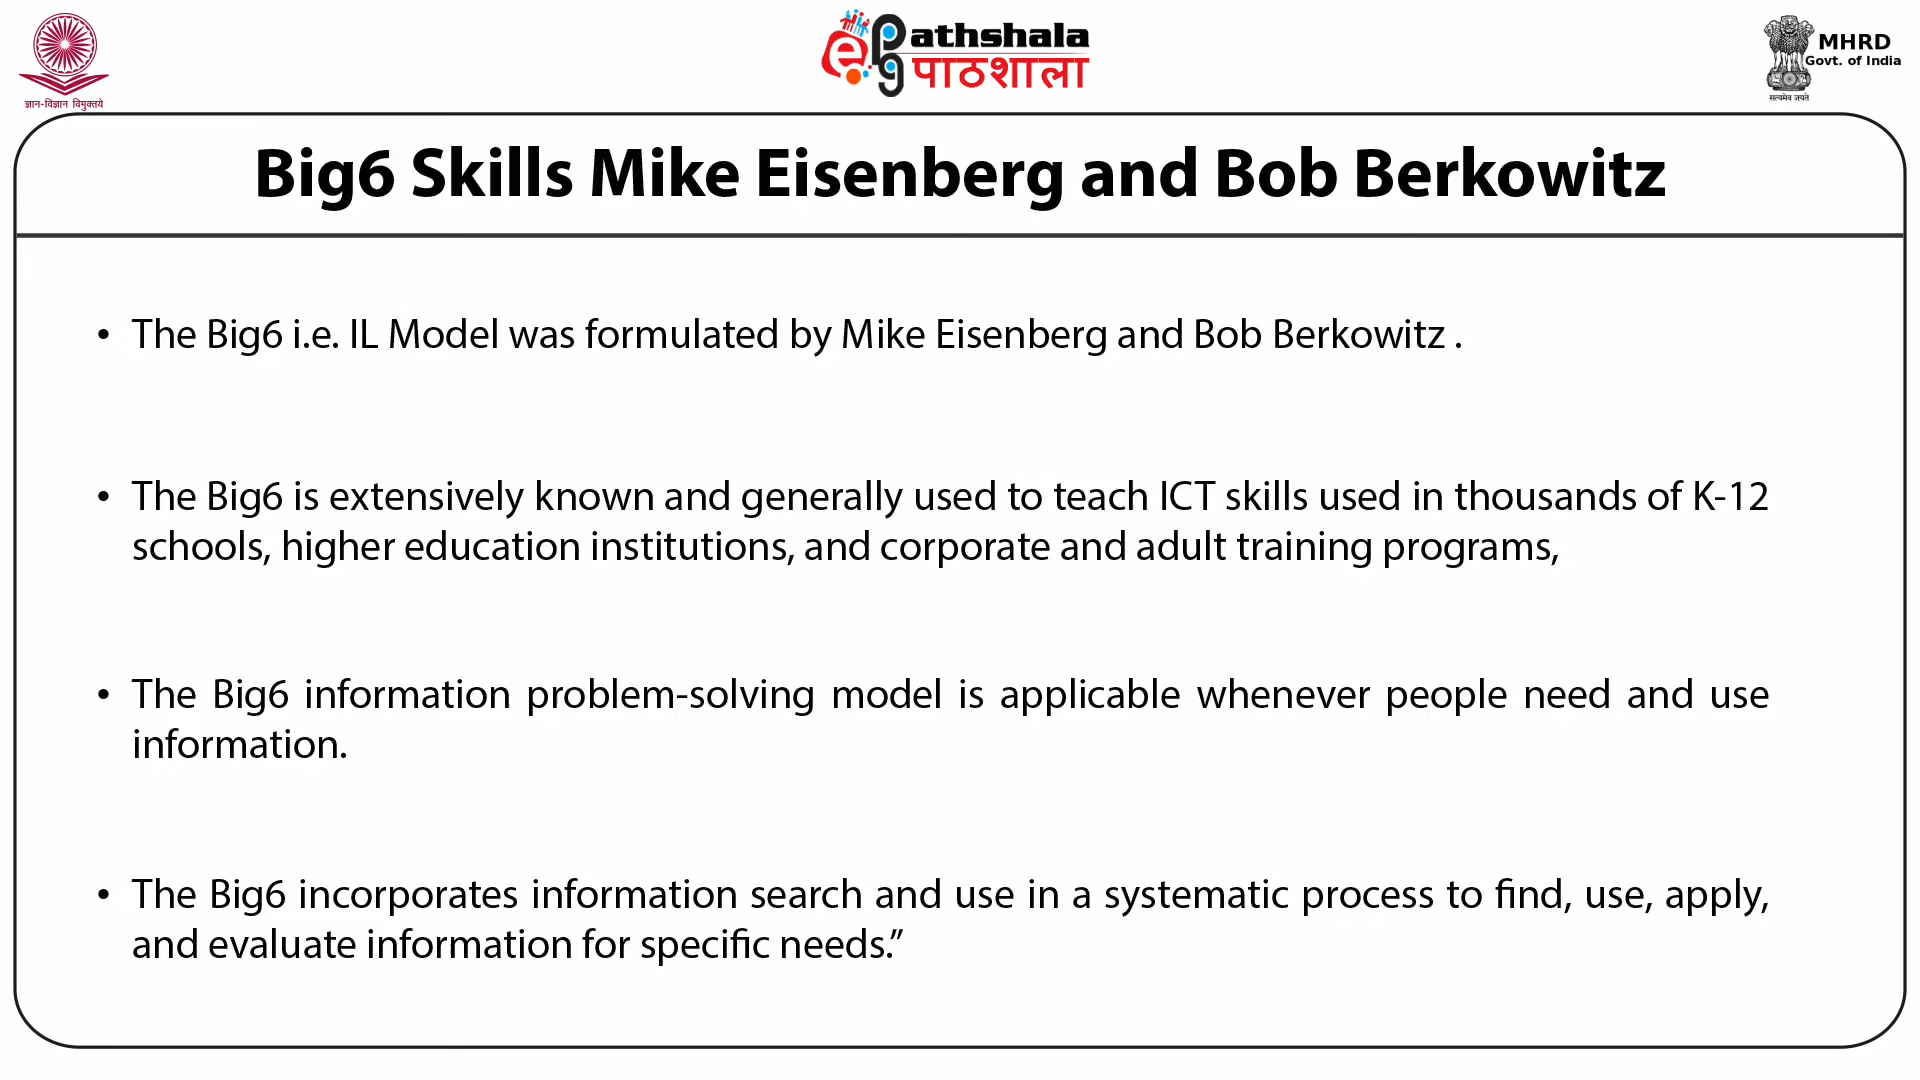 ज्ञान-विज्ञान विमुक्तये
ePathshala
पाठशाला
MHRD
Govt. of India
सत्यमेव जयते
Big6 Skills Mike Eisenberg and Bob Berkowitz
• The Big6 i.e. IL Model was formulated by Mike Eisenberg and Bob Berkowitz .
• The Big6 is extensively known and generally used to teach ICT skills used in thousands of K-12
schools, higher education institutions, and corporate and adult training programs,
• The Big6 information problem-solving model is applicable whenever people need and use
information.
• The Big6 incorporates information search and use in a systematic process to find, use, apply,
and evaluate information for specific needs.”